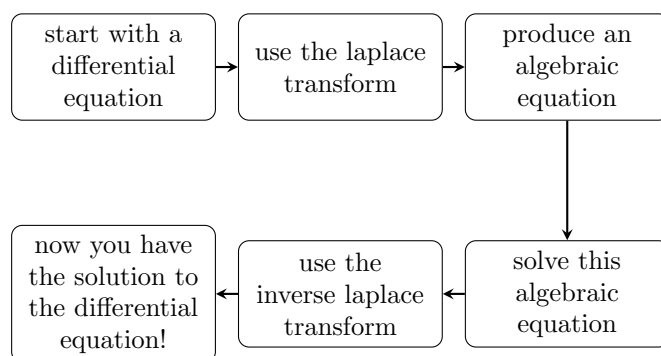 start with a
differential
equation
use the laplace
transform
produce an
algebraic
equation
solve this
algebraic
equation
use the
inverse laplace
transform
now you have
the solution to
the differential
equation!